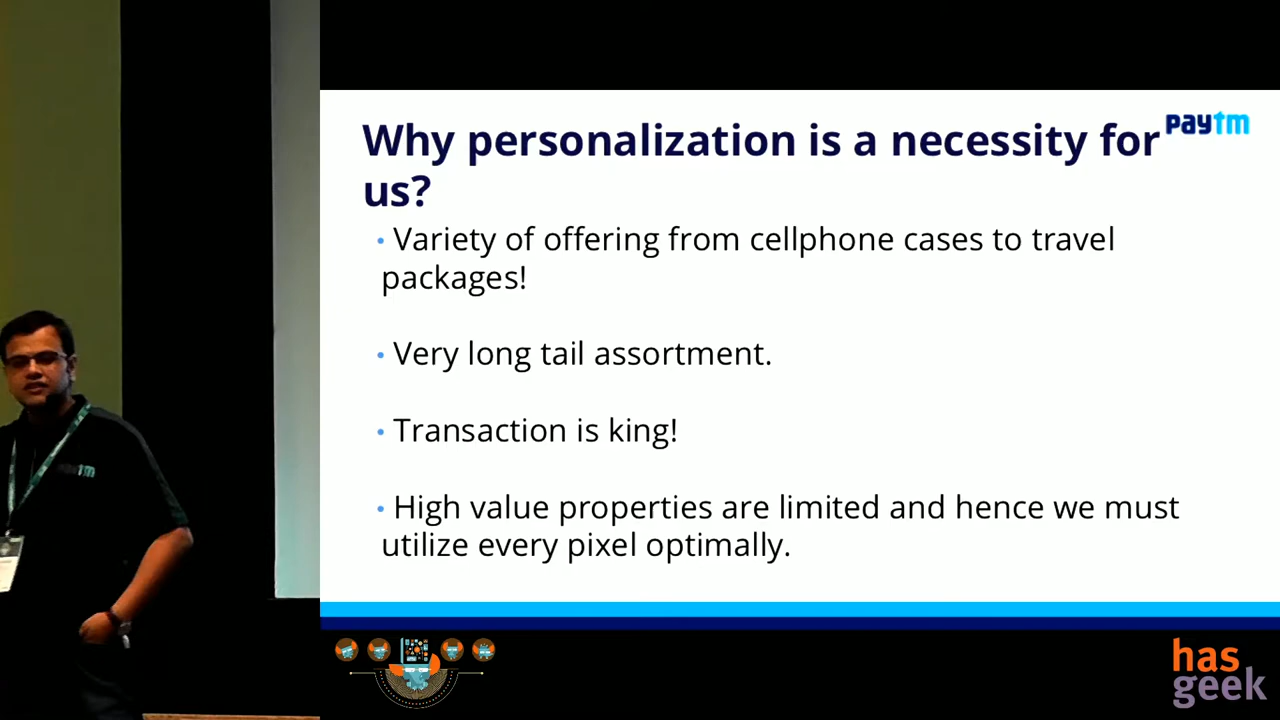 Why personalization is a necessity for
us?
paytm
• Variety of offering from cellphone cases to travel
packages!
• Very long tail assortment.
• Transaction is king!
• High value properties are limited and hence we must
utilize every pixel optimally.
paytm
has
geek